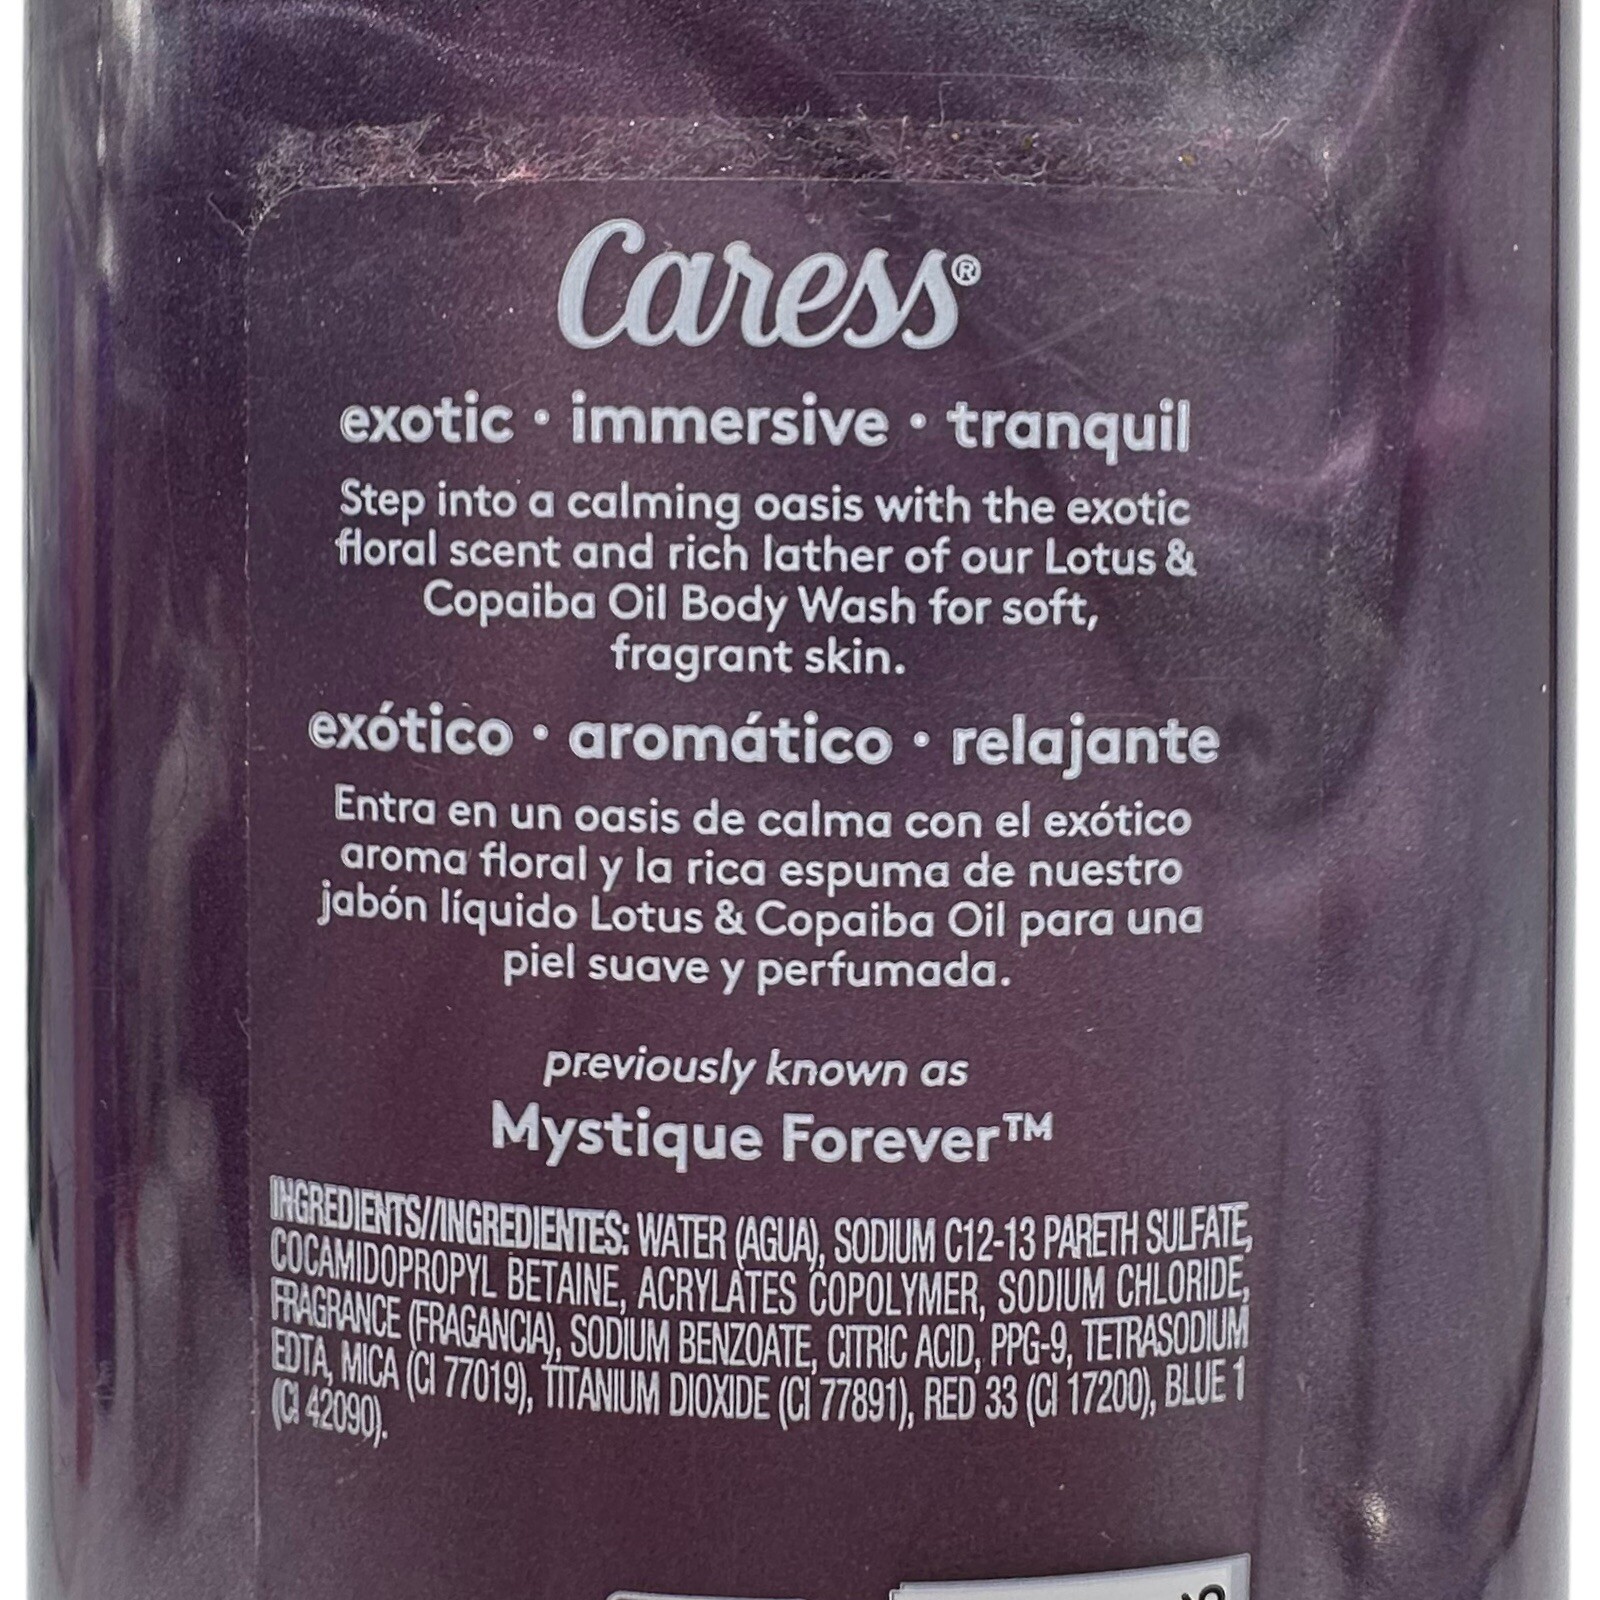 Caress®
exotic • immersive • tranquil
Step into a calming oasis with the exotic
floral scent and rich lather of our Lotus &
Copaiba Oil Body Wash for soft,
fragrant skin.
exótico • aromático • relajante
Entra en un oasis de calma con el exótico
aroma floral y la rica espuma de nuestro
jabón líquido Lotus & Copaiba Oil para una
piel suave y perfumada.
previously known as
Mystique Forever™
INGREDIENTS//INGREDIENTES: WATER (AGUA), SODIUM C12-13 PARETH SULFATE,
COCAMIDOPROPYL BETAINE, ACRYLATES COPOLYMER, SODIUM CHLORIDE,
FRAGRANCE (FRAGANCIA), SODIUM BENZOATE, CITRIC ACID, PPG-9, TETRASODIUM
EDTA, MICA (CI 77019), TITANIUM DIOXIDE (CI 77891), RED 33 (CI 17200), BLUE 1
(CI 42090).